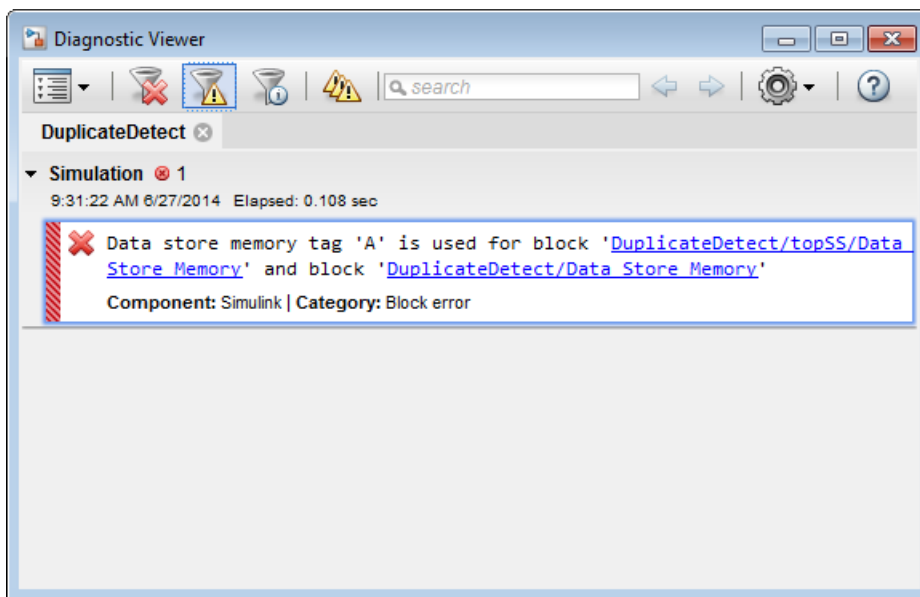 Diagnostic Viewer
search
DuplicateDetect
Simulation 1
9:31:22 AM 6/27/2014 Elapsed: 0.108 sec
Data store memory tag 'A' is used for block 'DuplicateDetect/topSS/Data
Store Memory' and block 'DuplicateDetect/Data Store Memory'
Component: Simulink | Category: Block error